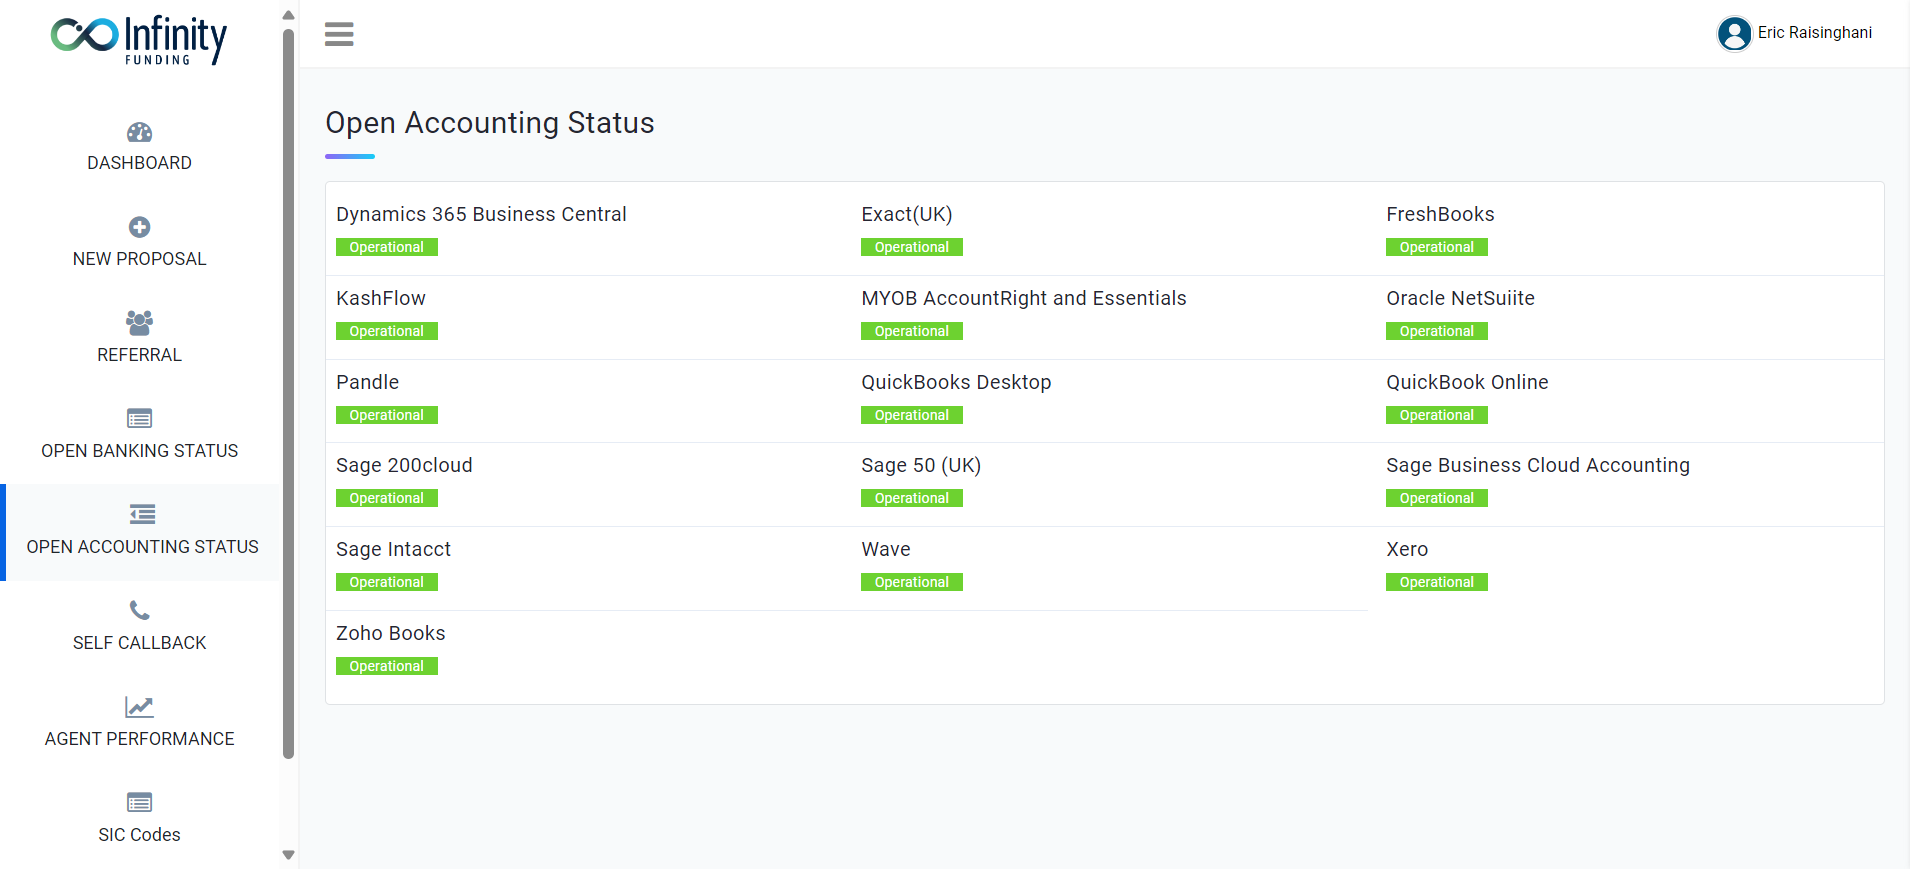 Infinity
FUNDING
Eric Raisinghani
DASHBOARD
NEW PROPOSAL
REFERRAL
OPEN BANKING STATUS
OPEN ACCOUNTING STATUS
SELF CALLBACK
AGENT PERFORMANCE
SIC Codes
Open Accounting Status
Dynamics 365 Business Central
Operational
Exact(UK)
Operational
FreshBooks
Operational
KashFlow
Operational
MYOB AccountRight and Essentials
Operational
Oracle NetSuiite
Operational
Pandle
Operational
QuickBooks Desktop
Operational
QuickBook Online
Operational
Sage 200cloud
Operational
Sage 50 (UK)
Operational
Sage Business Cloud Accounting
Operational
Sage Intacct
Operational
Wave
Operational
Xero
Operational
Zoho Books
Operational